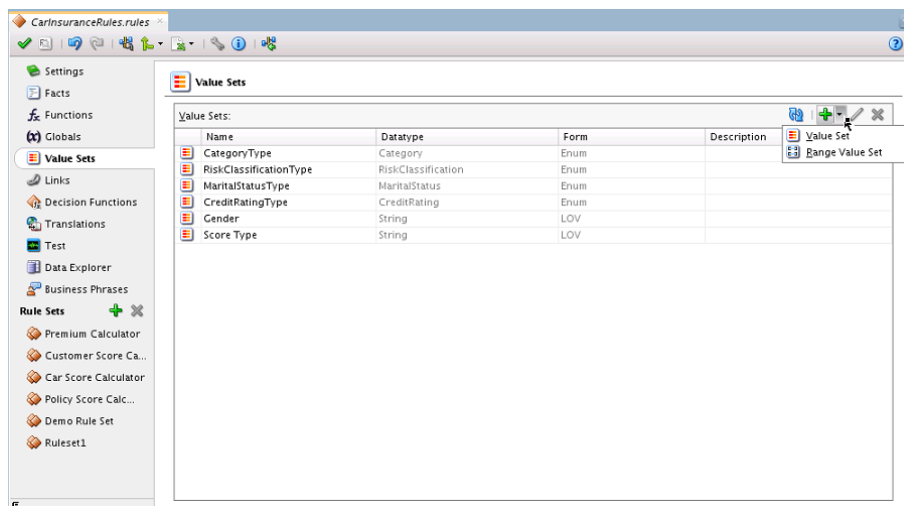 CarInsuranceRules.rules
Settings
Facts
Functions
Globals
Value Sets
Links
Decision Functions
Translations
Test
Data Explorer
Business Phrases
Rule Sets
Premium Calculator
Customer Score Ca...
Car Score Calculator
Policy Score Calc...
Demo Rule Set
Ruleset1
Value Sets
Value Sets:
Name Datatype Form Description
CategoryType Category Enum
RiskClassificationType RiskClassification Enum
MaritalStatusType MaritalStatus Enum
CreditRatingType CreditRating Enum
Gender String LOV
Score Type String LOV
Value Set
Range Value Set